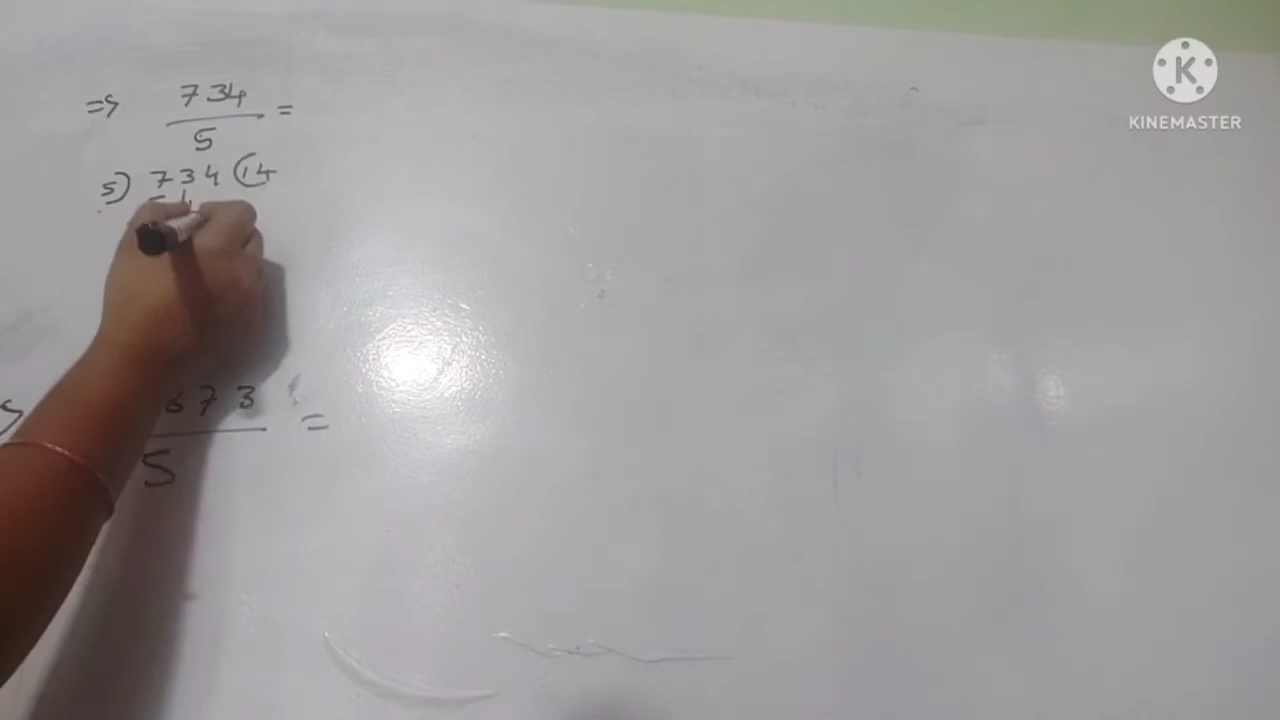 => 734
5 =
5) 734 (14
KINEMASTER
673
5 =